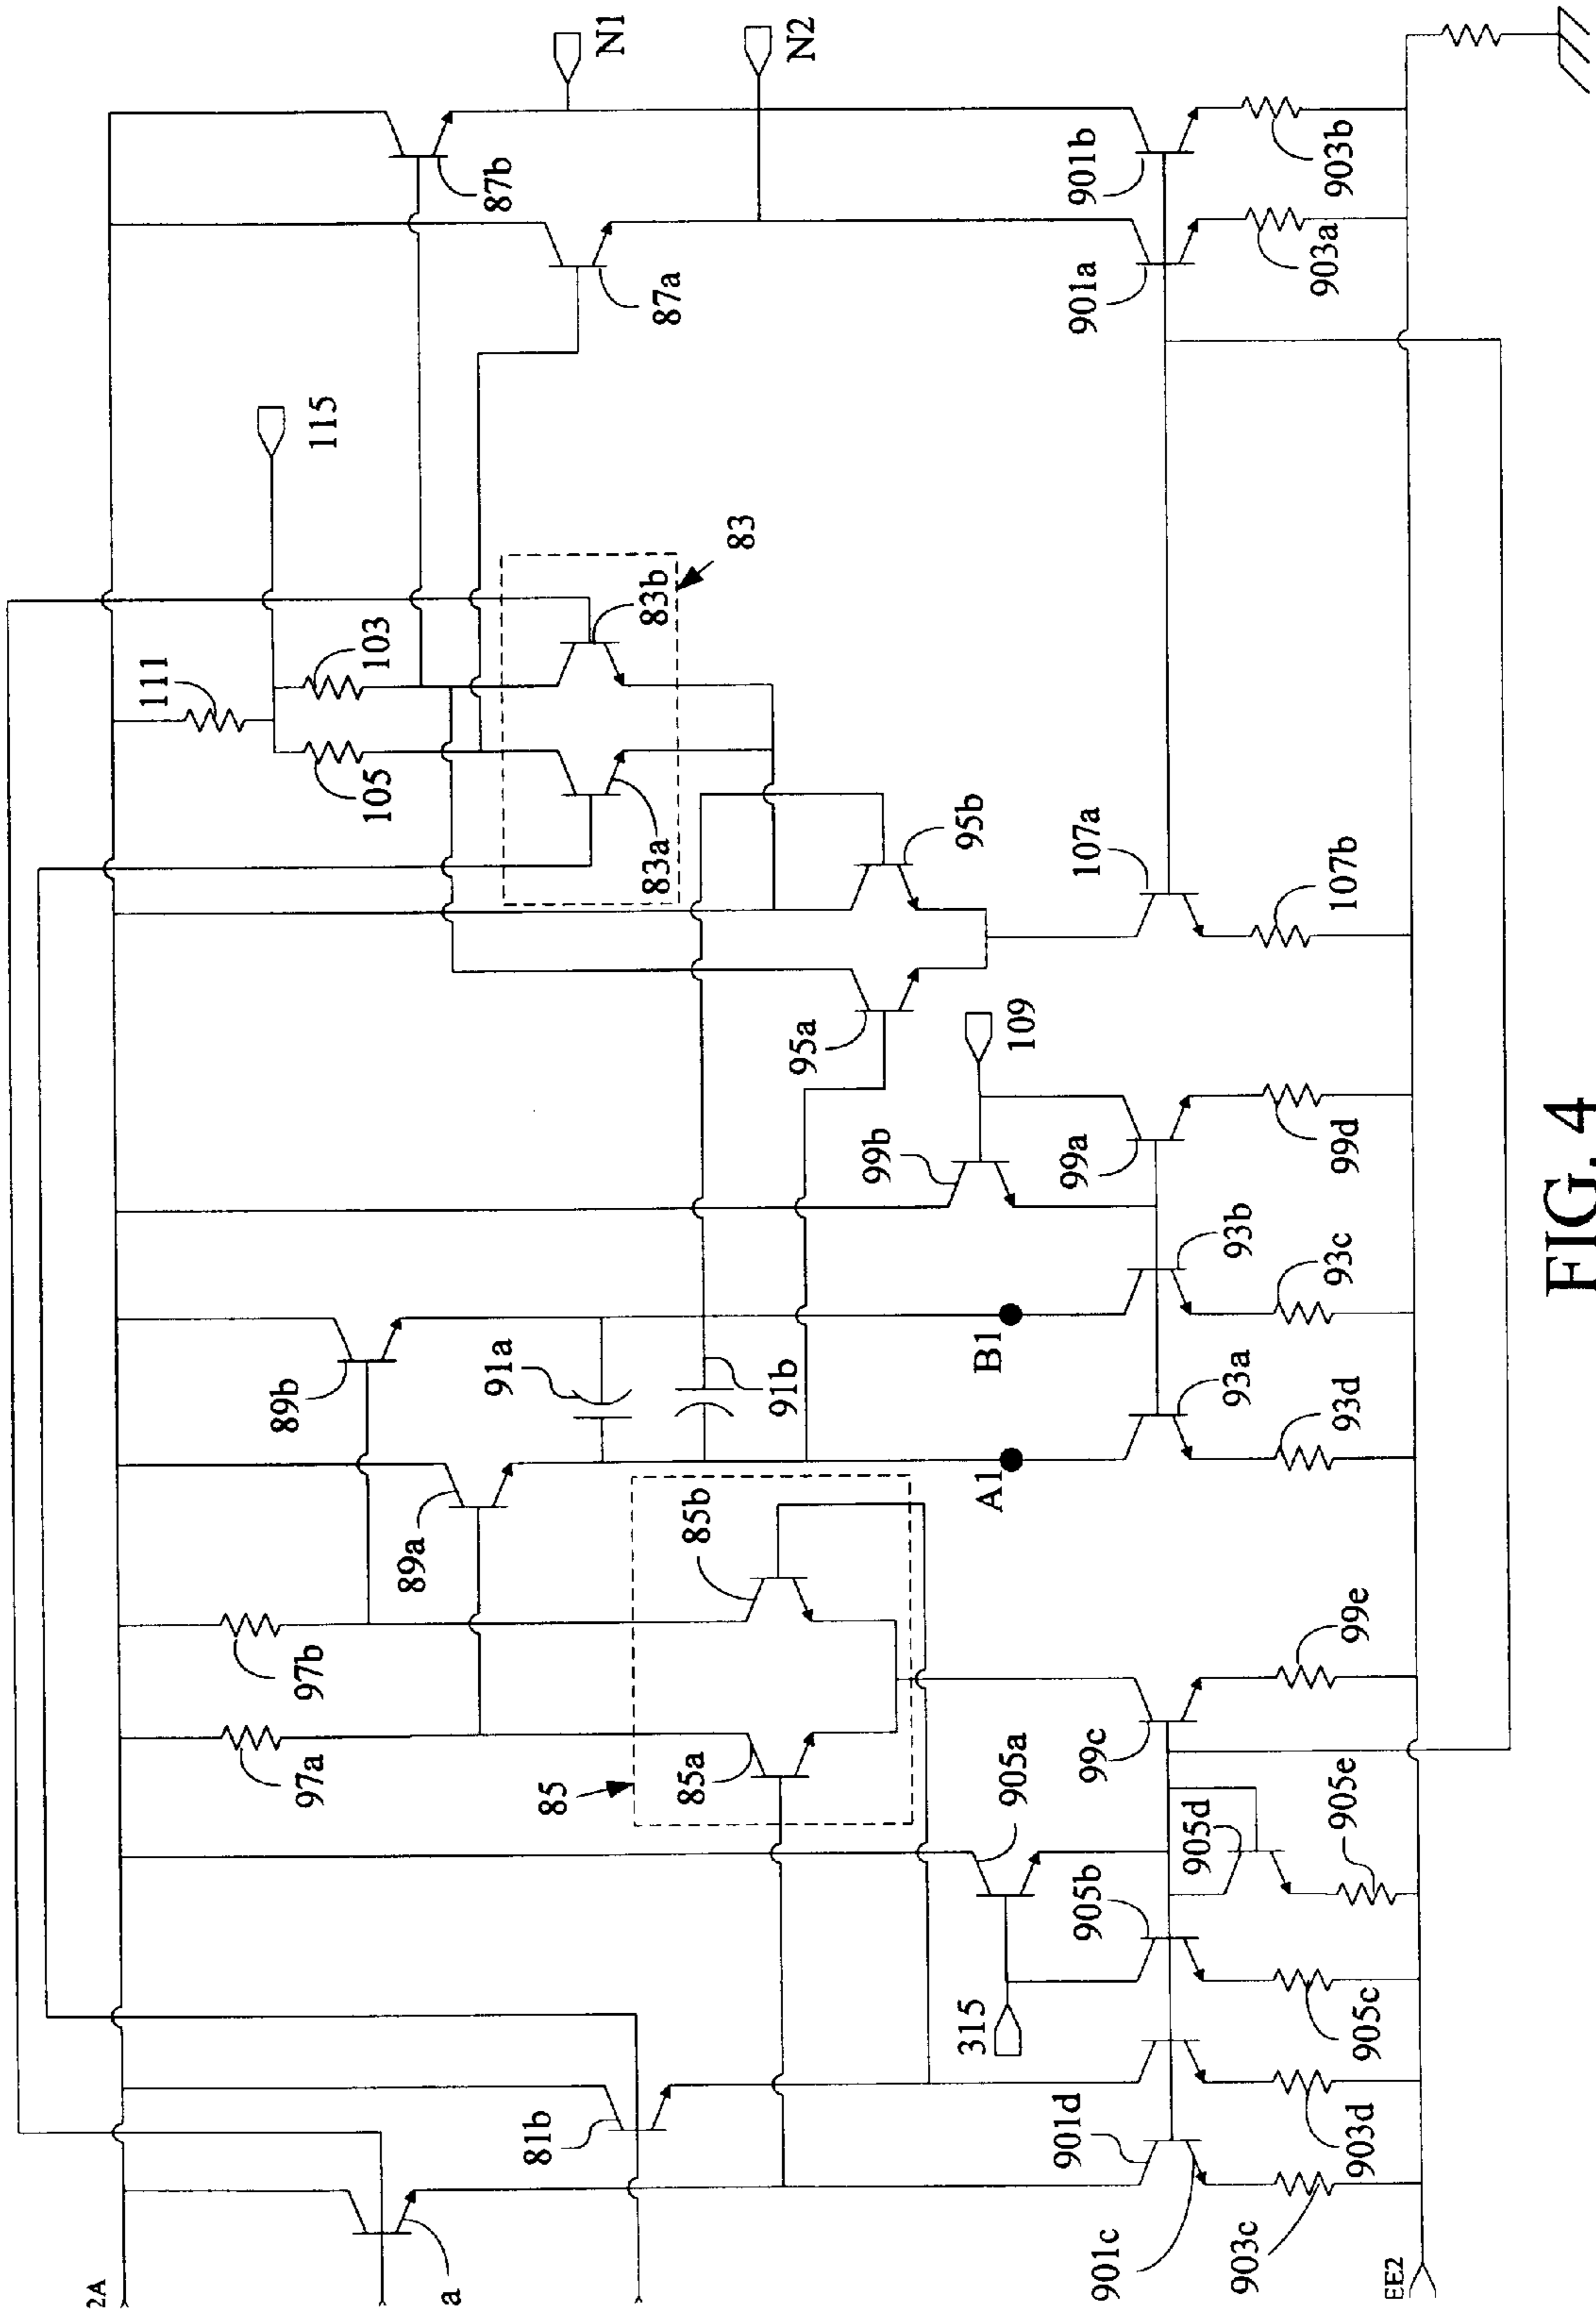 2A
a
81b
97a
97b
89a
89b
91a
91b
85
85a
85b
A1
B1
111
105
103
115
83
83a
83b
87a
87b
N1
N2
95a
95b
109
99b
99a
99d
93a
93b
93c
93d
107a
107b
901a
901b
903a
903b
315
905a
905b
905c
905d
905e
99c
99e
901c
901d
903c
903d
EE2
FIG. 4